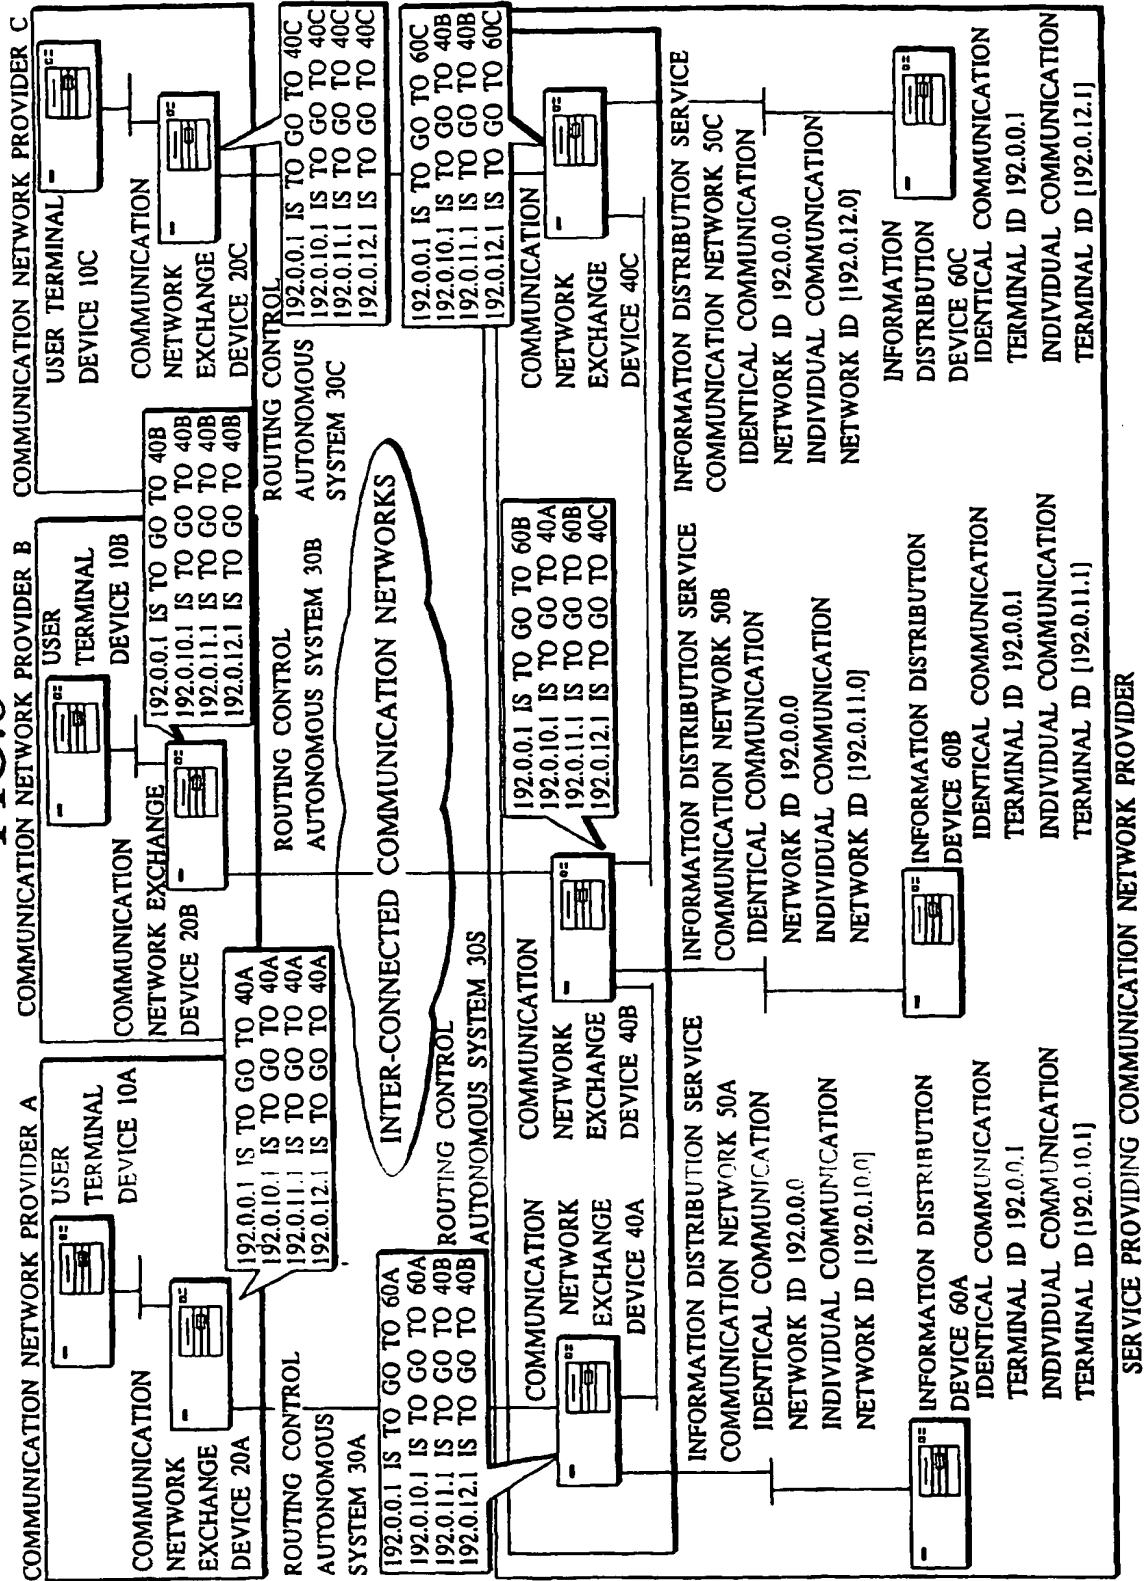 COMMUNICATION NETWORK PROVIDER A
USER
TERMINAL
DEVICE 10A
COMMUNICATION
NETWORK
EXCHANGE
DEVICE 20A
192.0.0.1 IS TO GO TO 40A
192.0.10.1 IS TO GO TO 40A
192.0.11.1 IS TO GO TO 40A
192.0.12.1 IS TO GO TO 40A
COMMUNICATION NETWORK PROVIDER B
USER
TERMINAL
DEVICE 10B
COMMUNICATION
NETWORK EXCHANGE
DEVICE 20B
192.0.0.1 IS TO GO TO 40B
192.0.10.1 IS TO GO TO 40B
192.0.11.1 IS TO GO TO 40B
192.0.12.1 IS TO GO TO 40B
COMMUNICATION NETWORK PROVIDER C
USER TERMINAL
DEVICE 10C
COMMUNICATION
NETWORK
EXCHANGE
DEVICE 20C
192.0.0.1 IS TO GO TO 40C
192.0.10.1 IS TO GO TO 40C
192.0.11.1 IS TO GO TO 40C
192.0.12.1 IS TO GO TO 40C
ROUTING CONTROL
AUTONOMOUS
SYSTEM 30A
ROUTING CONTROL
AUTONOMOUS SYSTEM 30B
ROUTING CONTROL
AUTONOMOUS
SYSTEM 30C
INTER-CONNECTED COMMUNICATION NETWORKS
192.0.0.1 IS TO GO TO 60A
192.0.10.1 IS TO GO TO 60A
192.0.11.1 IS TO GO TO 40B
192.0.12.1 IS TO GO TO 40B
ROUTING CONTROL
AUTONOMOUS SYSTEM 30S
192.0.0.1 IS TO GO TO 60B
192.0.10.1 IS TO GO TO 40A
192.0.11.1 IS TO GO TO 60B
192.0.12.1 IS TO GO TO 40C
192.0.0.1 IS TO GO TO 60C
192.0.10.1 IS TO GO TO 40B
192.0.11.1 IS TO GO TO 40B
192.0.12.1 IS TO GO TO 60C
COMMUNICATION
NETWORK
EXCHANGE
DEVICE 40A
COMMUNICATION
NETWORK
EXCHANGE
DEVICE 40B
COMMUNICATION
NETWORK
EXCHANGE
DEVICE 40C
INFORMATION DISTRIBUTION SERVICE
COMMUNICATION NETWORK 50A
IDENTICAL COMMUNICATION
NETWORK ID 192.0.0.0
INDIVIDUAL COMMUNICATION
NETWORK ID [192.0.10.0]
INFORMATION DISTRIBUTION SERVICE
COMMUNICATION NETWORK 50B
IDENTICAL COMMUNICATION
NETWORK ID 192.0.0.0
INDIVIDUAL COMMUNICATION
NETWORK ID [192.0.11.0]
INFORMATION DISTRIBUTION SERVICE
COMMUNICATION NETWORK 50C
IDENTICAL COMMUNICATION
NETWORK ID 192.0.0.0
INDIVIDUAL COMMUNICATION
NETWORK ID [192.0.12.0]
INFORMATION DISTRIBUTION
DEVICE 60A
IDENTICAL COMMUNICATION
TERMINAL ID 192.0.0.1
INDIVIDUAL COMMUNICATION
TERMINAL ID [192.0.10.1]
INFORMATION DISTRIBUTION
DEVICE 60B
IDENTICAL COMMUNICATION
TERMINAL ID 192.0.0.1
INDIVIDUAL COMMUNICATION
TERMINAL ID [192.0.11.1]
INFORMATION
DISTRIBUTION
DEVICE 60C
IDENTICAL COMMUNICATION
TERMINAL ID 192.0.0.1
INDIVIDUAL COMMUNICATION
TERMINAL ID [192.0.12.1]
SERVICE PROVIDING COMMUNICATION NETWORK PROVIDER